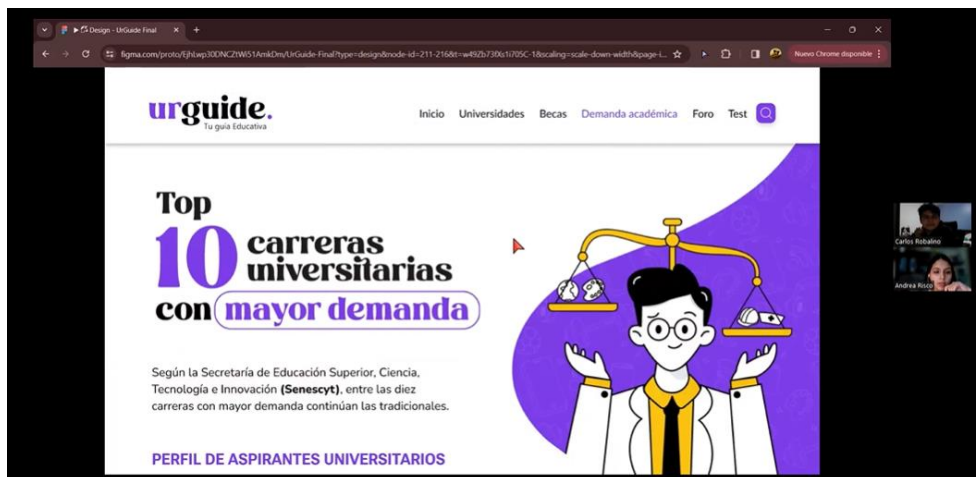 Design - UrGuide Final
figma.com/proto/EjhLwp30DNCZtWi51AmkDm/UrGuide-Final?type=design&node-id=211-216&t=w49Zb73fXs1i705C-1&scaling=scale-down-width&page-i...
Nuevo Chrome disponible
urguide.
Tu guía Educativa
Inicio Universidades Becas Demanda académica Foro Test
Top
10 carreras
universitarias
con mayor demanda
Según la Secretaría de Educación Superior, Ciencia,
Tecnología e Innovación (Senescyt), entre las diez
carreras con mayor demanda continúan las tradicionales.
PERFIL DE ASPIRANTES UNIVERSITARIOS
Carlos Robalino
Andrea Risco